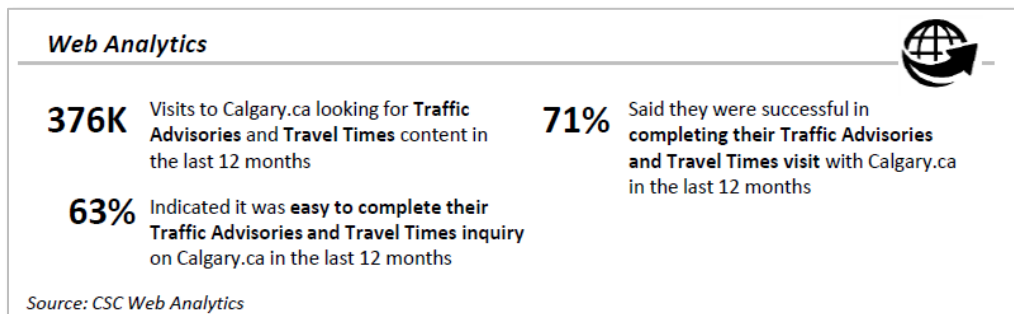 Web Analytics
376K
Visits to Calgary.ca looking for Traffic
Advisories and Travel Times content in
the last 12 months
63%
Indicated it was easy to complete their
Traffic Advisories and Travel Times inquiry
on Calgary.ca in the last 12 months
71%
Said they were successful in
completing their Traffic Advisories
and Travel Times visit with Calgary.ca
in the last 12 months
Source: CSC Web Analytics